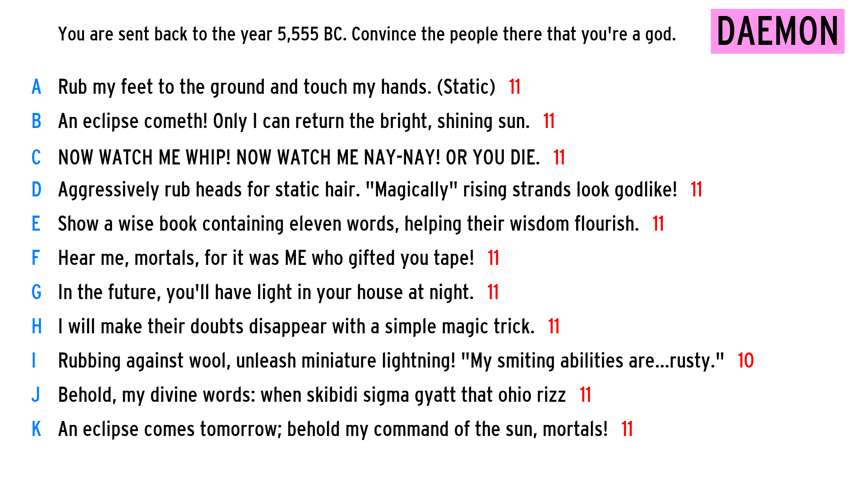 You are sent back to the year 5,555 BC. Convince the people there that you're a god. DAEMON
A Rub my feet to the ground and touch my hands. (Static) 11
B An eclipse cometh! Only I can return the bright, shining sun. 11
C NOW WATCH ME WHIP! NOW WATCH ME NAY-NAY! OR YOU DIE. 11
D Aggressively rub heads for static hair. "Magically" rising strands look godlike! 11
E Show a wise book containing eleven words, helping their wisdom flourish. 11
F Hear me, mortals, for it was ME who gifted you tape! 11
G In the future, you'll have light in your house at night. 11
H I will make their doubts disappear with a simple magic trick. 11
I Rubbing against wool, unleash miniature lightning! "My smiting abilities are...rusty." 10
J Behold, my divine words: when skibidi sigma gyatt that ohio rizz 11
K An eclipse comes tomorrow; behold my command of the sun, mortals! 11